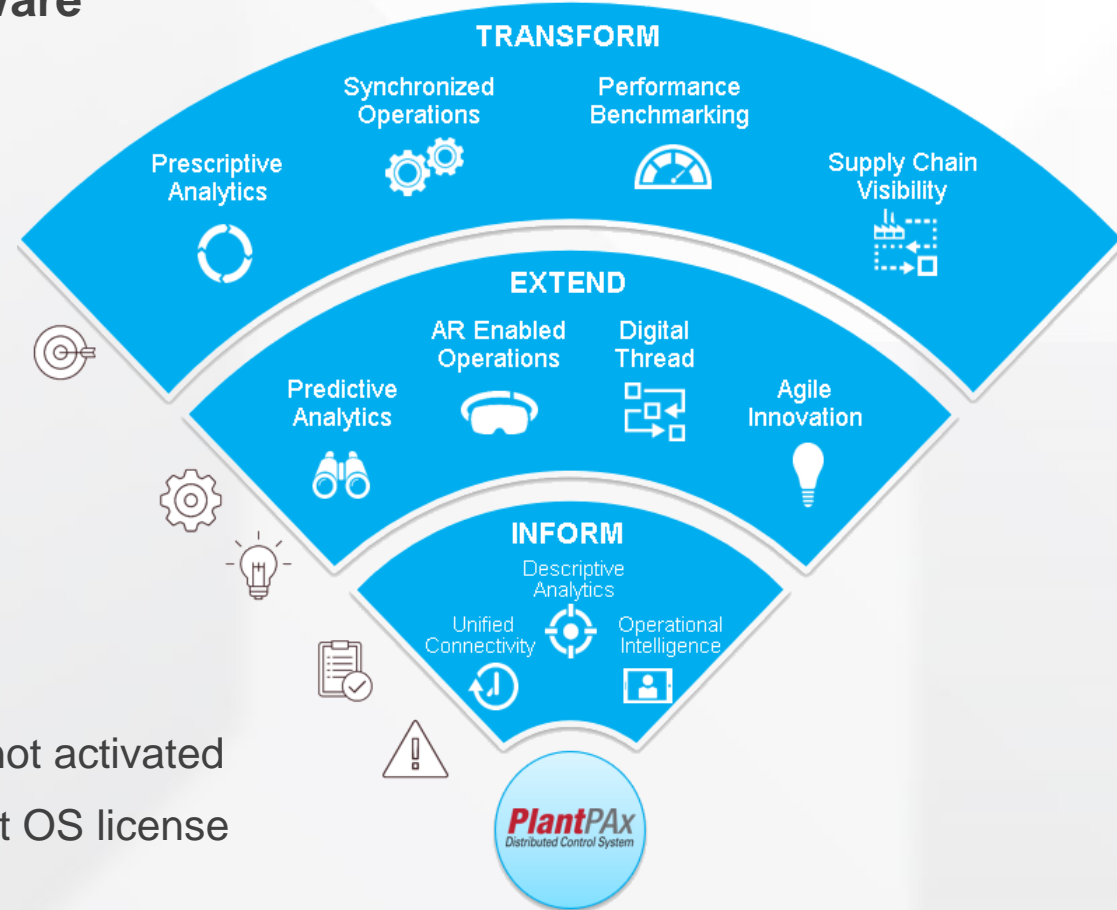 TRANSFORM
Synchronized
Operations
Performance
Benchmarking
Prescriptive
Analytics
Supply Chain
Visibility
EXTEND
AR Enabled
Operations
Digital
Thread
Predictive
Analytics
Agile
Innovation
INFORM
Descriptive
Analytics
Unified
Connectivity
Operational
Intelligence
not activated
OS license
PlantPAx
Distributed Control System